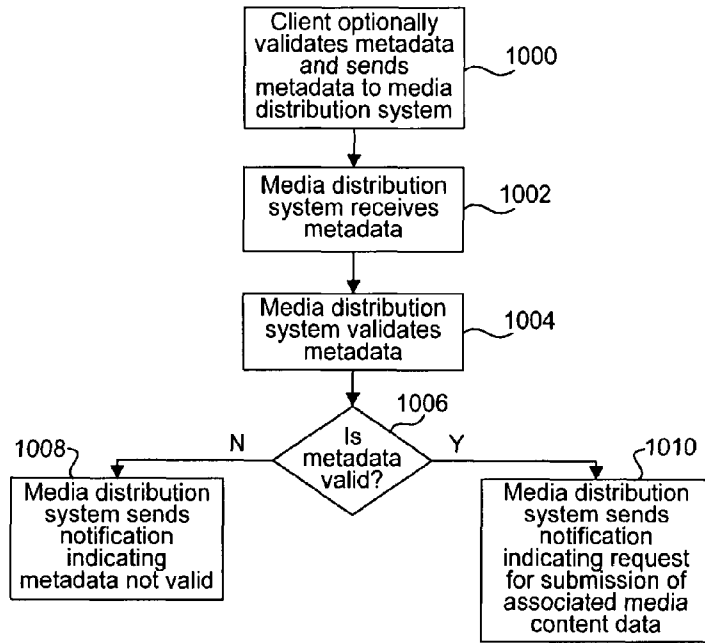 Client optionally
validates metadata
and sends
metadata to media
distribution system
1000
Media distribution
system receives
metadata
1002
Media distribution
system validates
metadata
1004
1006
Is
metadata
valid?
N
Y
1008
Media distribution
system sends
notification
indicating
metadata not valid
1010
Media distribution
system sends
notification
indicating request
for submission of
associated media
content data